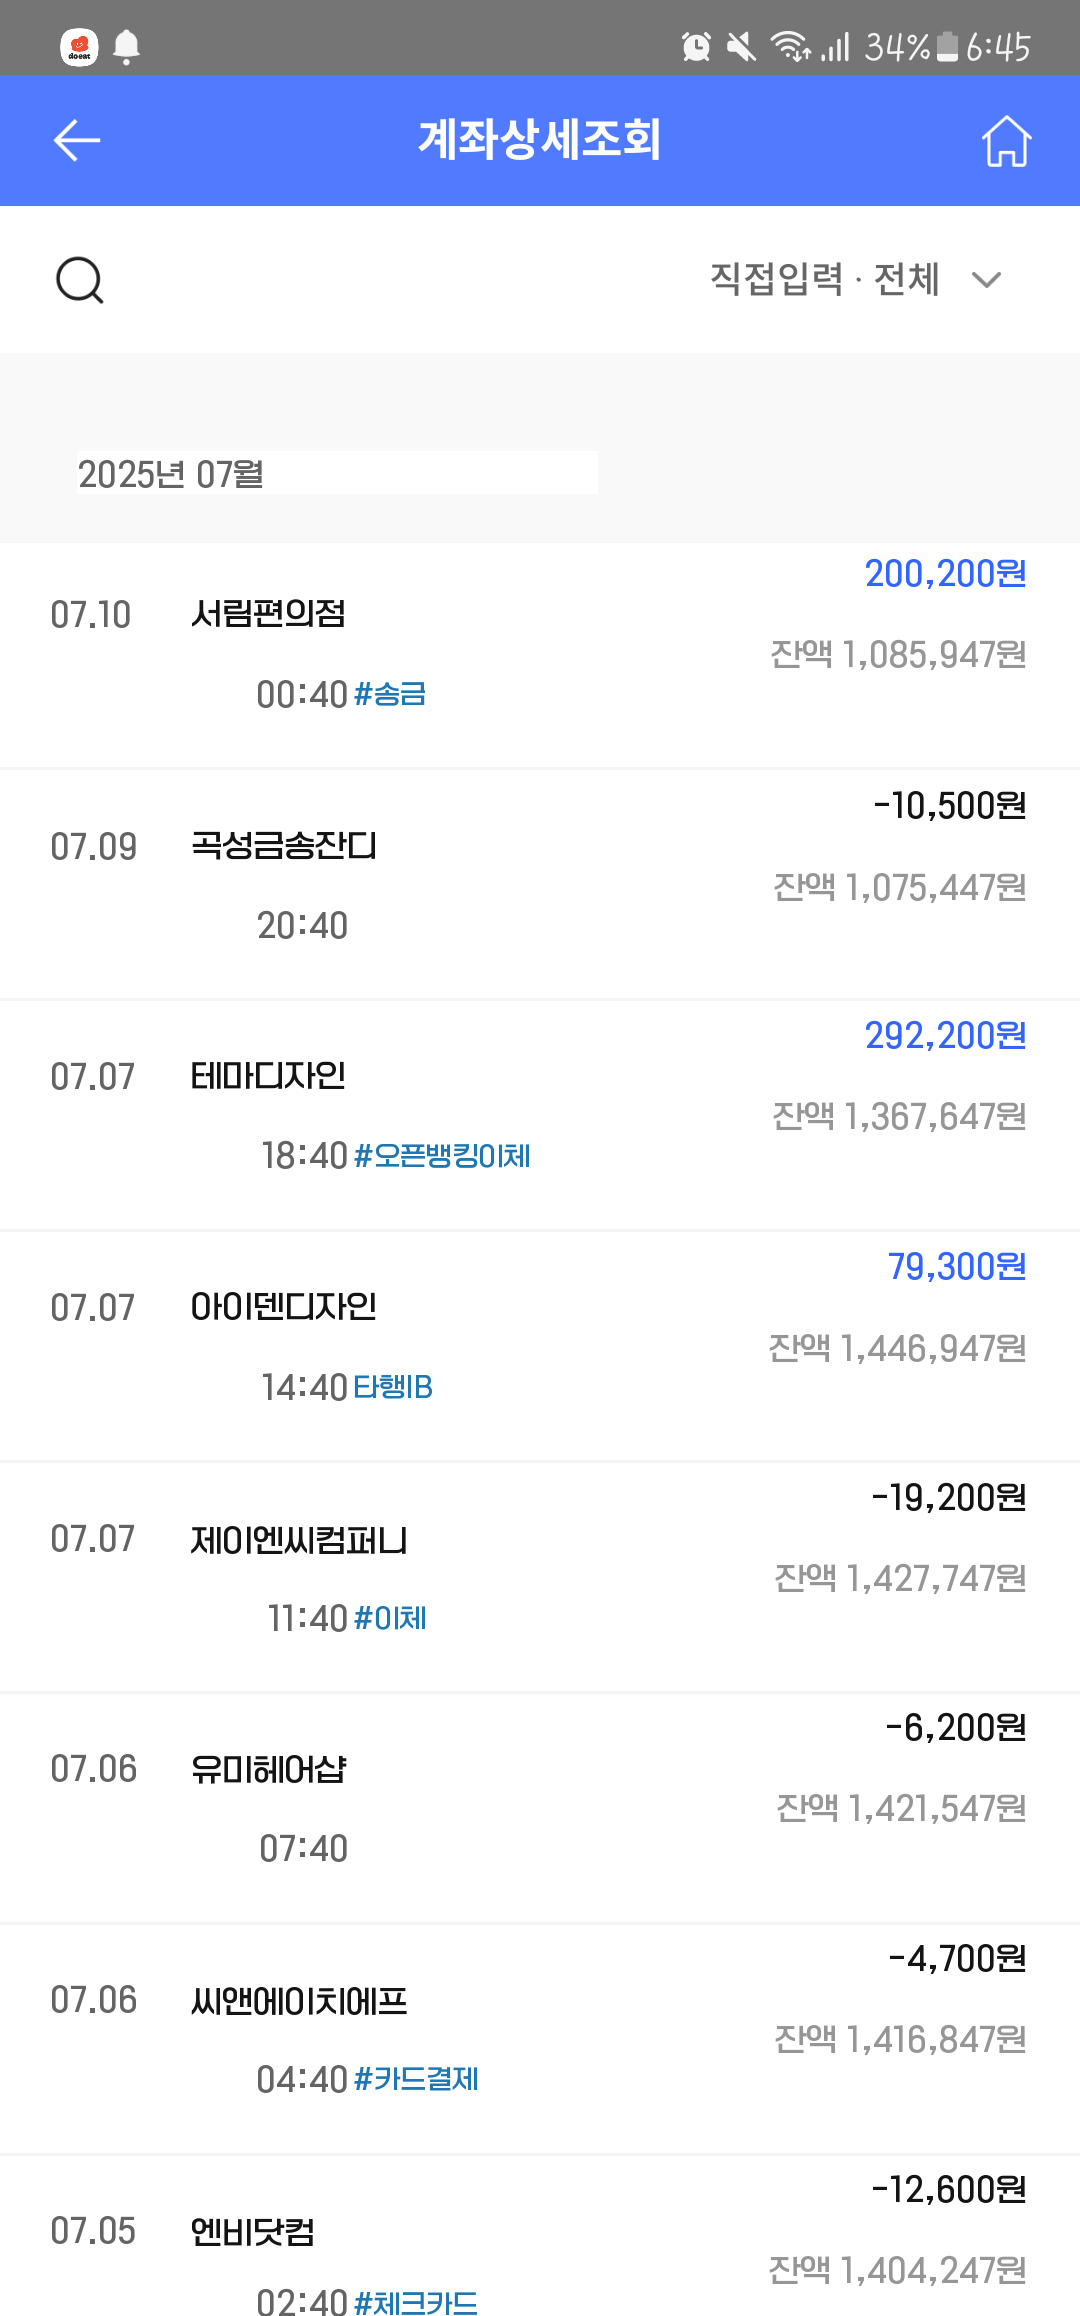 doeat
34% 6:45
계좌상세조회
직접입력 · 전체
2025년 07월
200,200원
07.10 서림편의점
잔액 1,085,947원
00:40 #송금
-10,500원
07.09 곡성금송잔디
잔액 1,075,447원
20:40
292,200원
07.07 테마디자인
잔액 1,367,647원
18:40 #오픈뱅킹이체
79,300원
07.07 아이덴디자인
잔액 1,446,947원
14:40 타행IB
-19,200원
07.07 제이엔씨컴퍼니
잔액 1,427,747원
11:40 #이체
-6,200원
07.06 유미헤어샵
잔액 1,421,547원
07:40
-4,700원
07.06 씨앤에이치에프
잔액 1,416,847원
04:40 #카드결제
-12,600원
07.05 엔비닷컴
잔액 1,404,247원
02:40 #체크카드